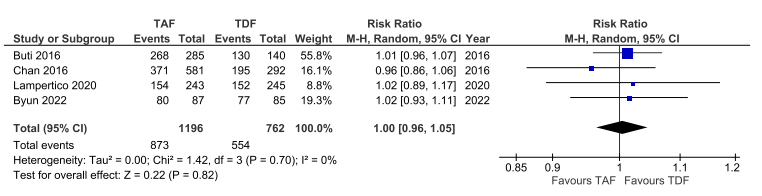 TAF TDF Risk Ratio Risk Ratio
Study or Subgroup Events Total Events Total Weight M-H, Random, 95% CI Year M-H, Random, 95% CI
Buti 2016 268 285 130 140 55.8% 1.01 [0.96, 1.07] 2016
Chan 2016 371 581 195 292 16.1% 0.96 [0.86, 1.06] 2016
Lampertico 2020 154 243 152 245 8.8% 1.02 [0.89, 1.17] 2020
Byun 2022 80 87 77 85 19.3% 1.02 [0.93, 1.11] 2022
Total (95% CI) 1196 762 100.0% 1.00 [0.96, 1.05]
Total events 873 554
Heterogeneity: Tau² = 0.00; Chi² = 1.42, df = 3 (P = 0.70); I² = 0%
Test for overall effect: Z = 0.22 (P = 0.82)
0.85 0.9 1 1.1 1.2
Favours TAF Favours TDF